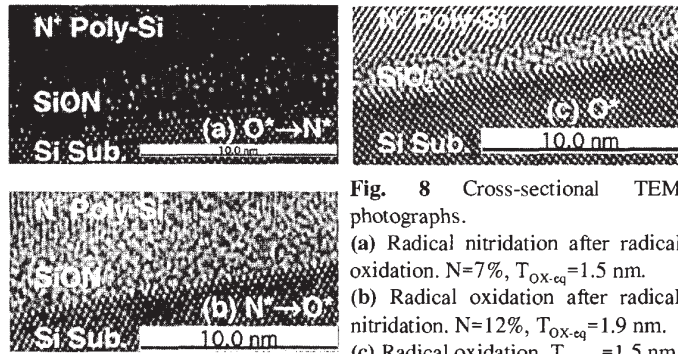 N⁺ Poly-Si
SiON
(a) O*→N*
Si Sub.
10.0 nm
N⁺ Poly-Si
SiO₂
(c) O*
Si Sub.
10.0 nm
N⁺ Poly-Si
SiON
(b) N*→O*
Si Sub.
10.0 nm
Fig. 8 Cross-sectional TEM
photographs.
(a) Radical nitridation after radical
oxidation. N=7%, T_OX-eq=1.5 nm.
(b) Radical oxidation after radical
nitridation. N=12%, T_OX-eq=1.9 nm.
(c) Radical oxidation. T =1.5 nm